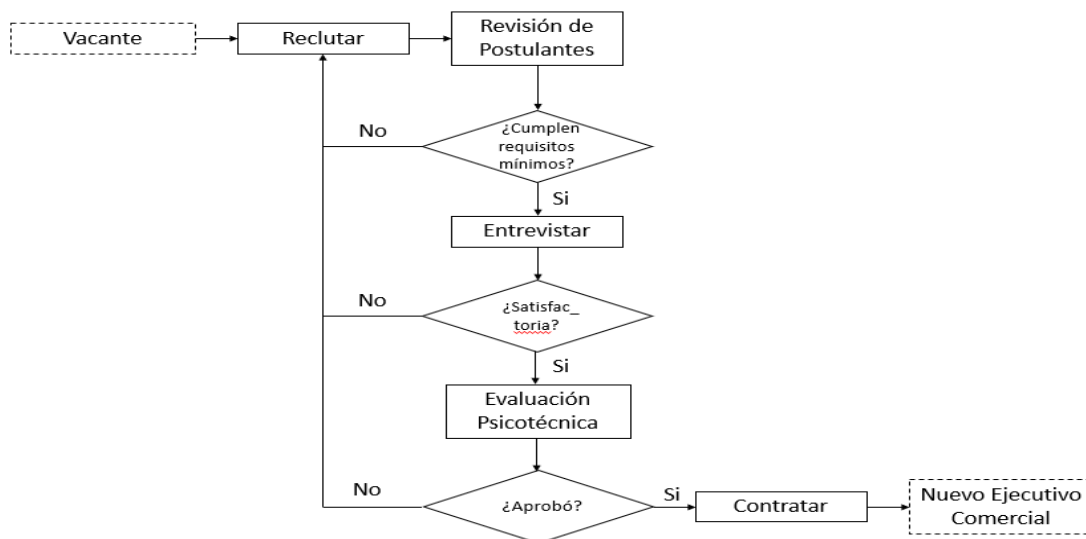 Vacante
Reclutar
Revisión de
Postulantes
No
¿Cumplen
requisitos
mínimos?
Si
Entrevistar
No
¿Satisfac_
toria?
Si
Evaluación
Psicotécnica
No
¿Aprobó?
Si
Contratar
Nuevo Ejecutivo
Comercial